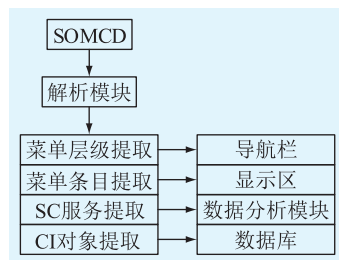 SOMCD
解析模块
菜单层级提取
导航栏
菜单条目提取
显示区
SC服务提取
数据分析模块
CI对象提取
数据库